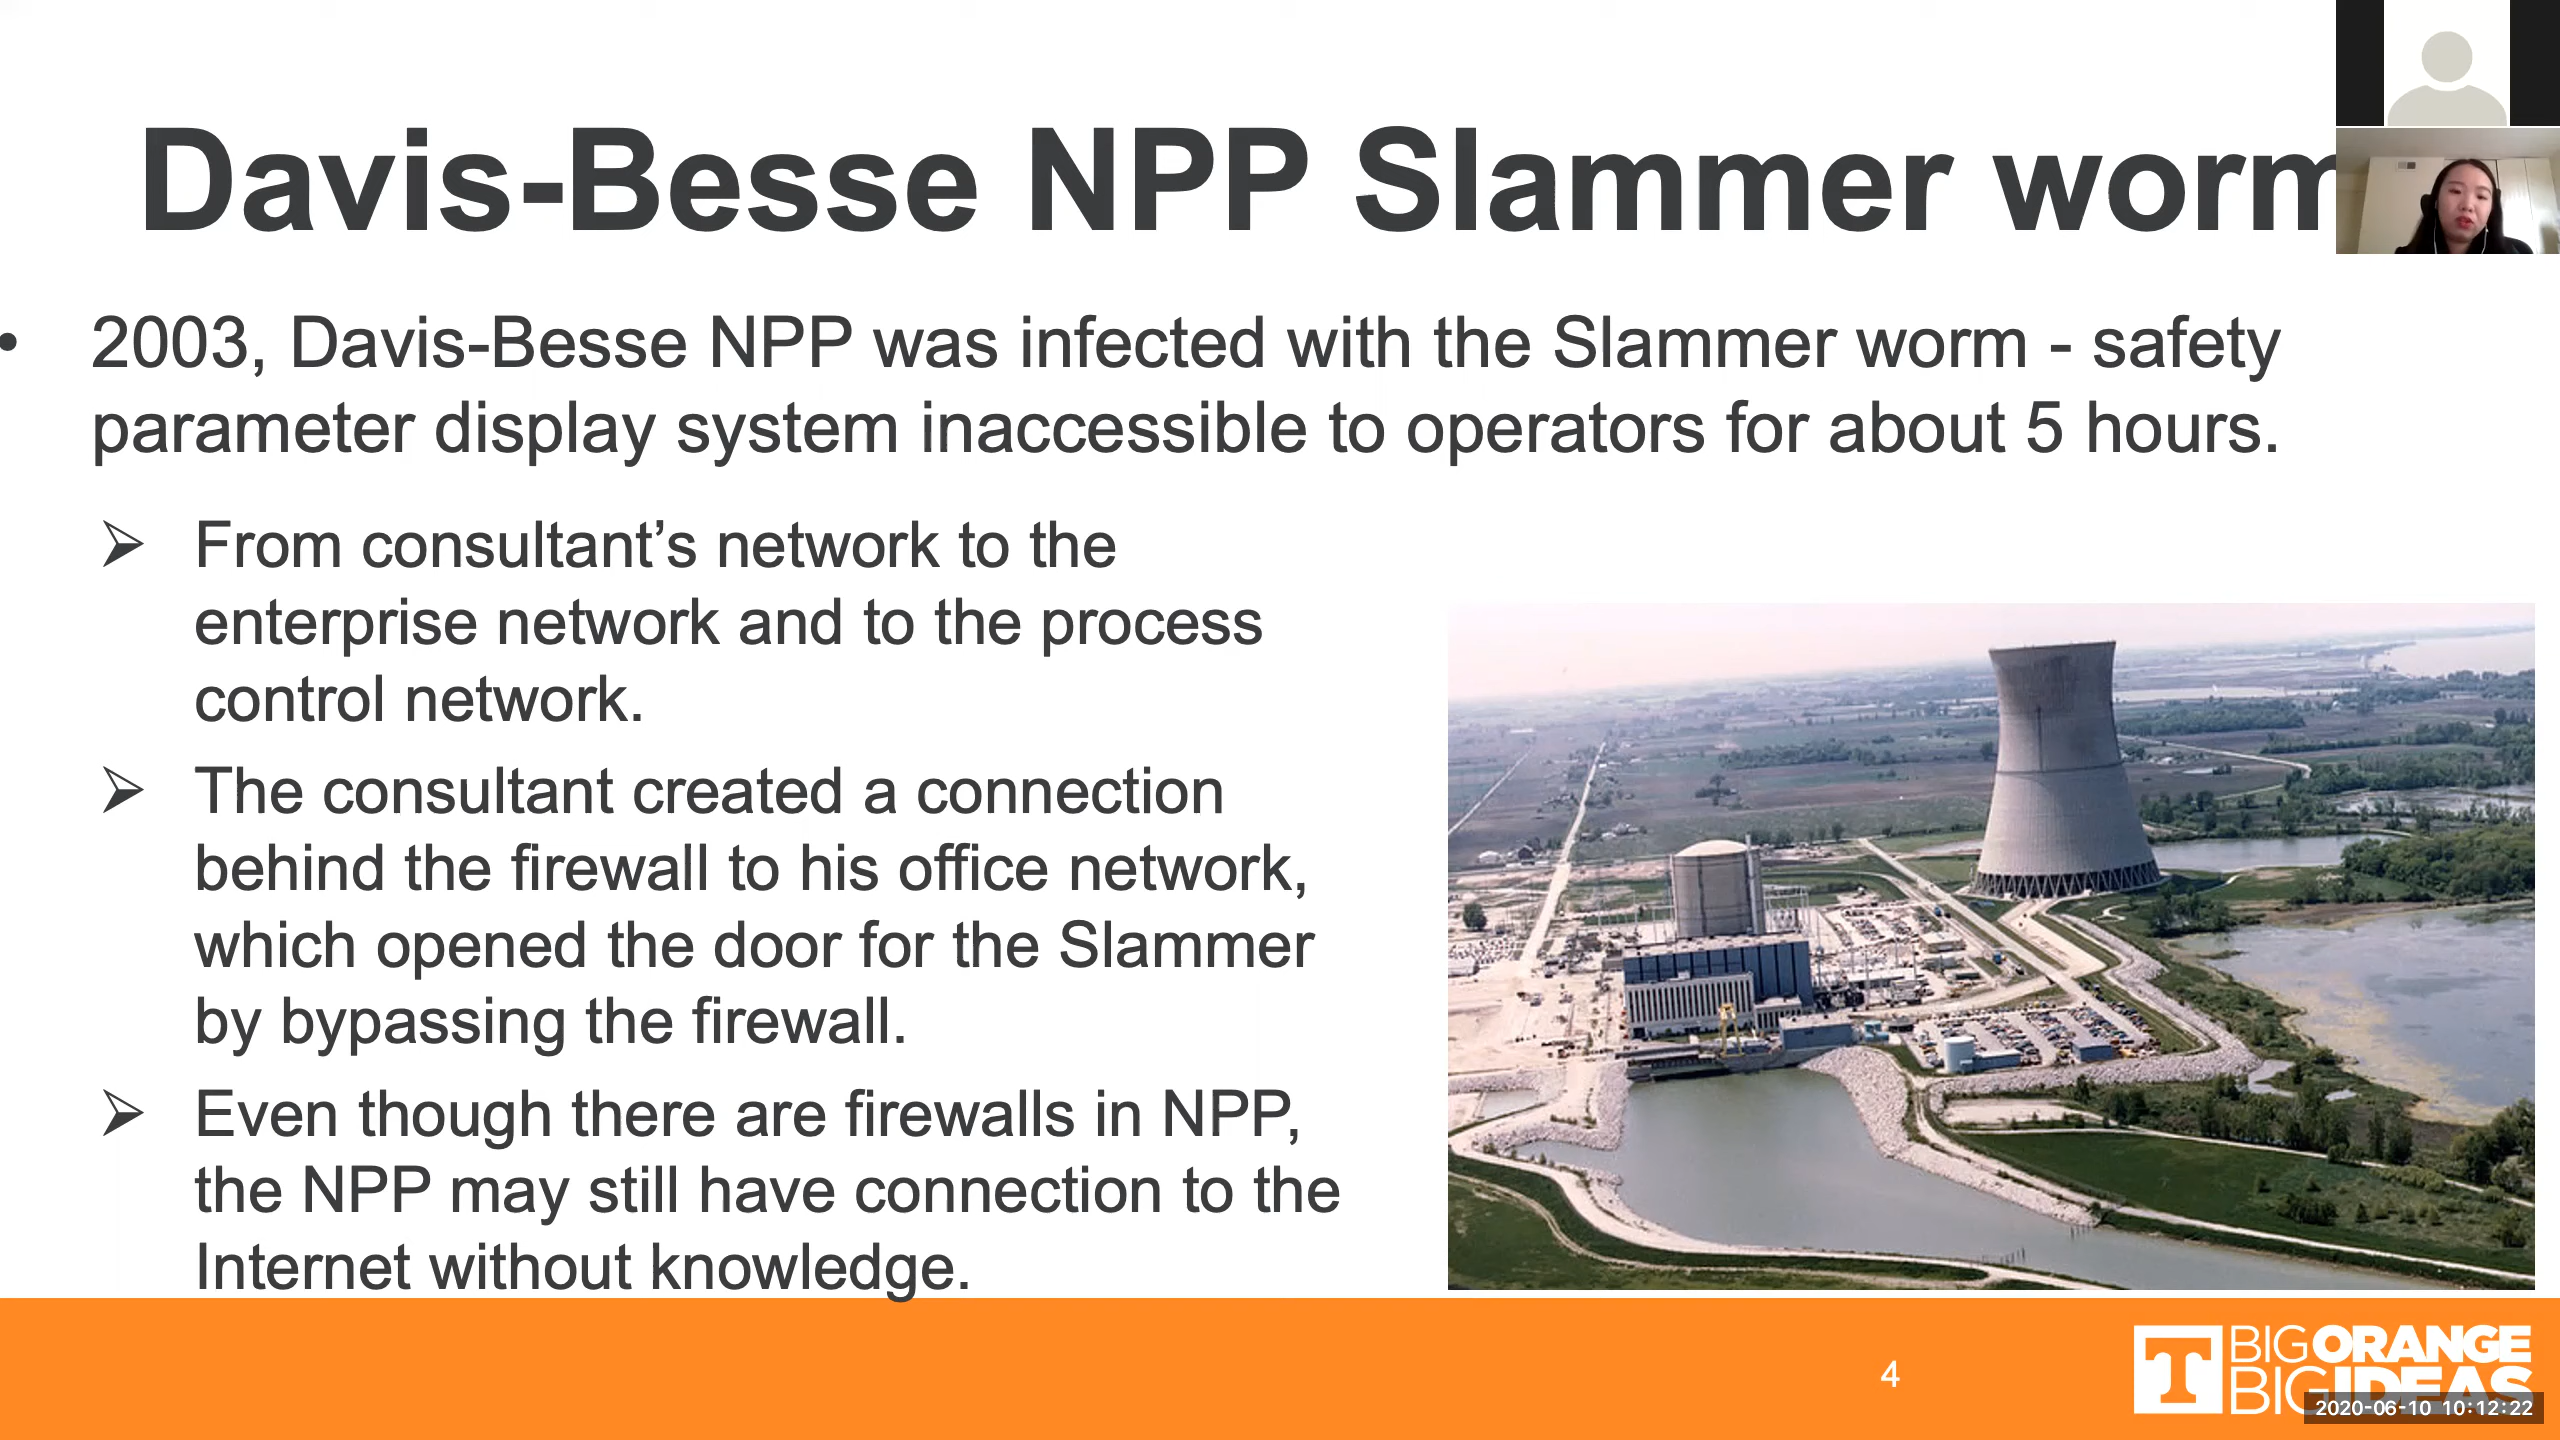 Davis-Besse NPP Slammer worm
• 2003, Davis-Besse NPP was infected with the Slammer worm - safety
parameter display system inaccessible to operators for about 5 hours.
➢ From consultant’s network to the
enterprise network and to the process
control network.
➢ The consultant created a connection
behind the firewall to his office network,
which opened the door for the Slammer
by bypassing the firewall.
➢ Even though there are firewalls in NPP,
the NPP may still have connection to the
Internet without knowledge.
4
T
BIG ORANGE
BIG IDEAS
2020-06-10 10:12:22